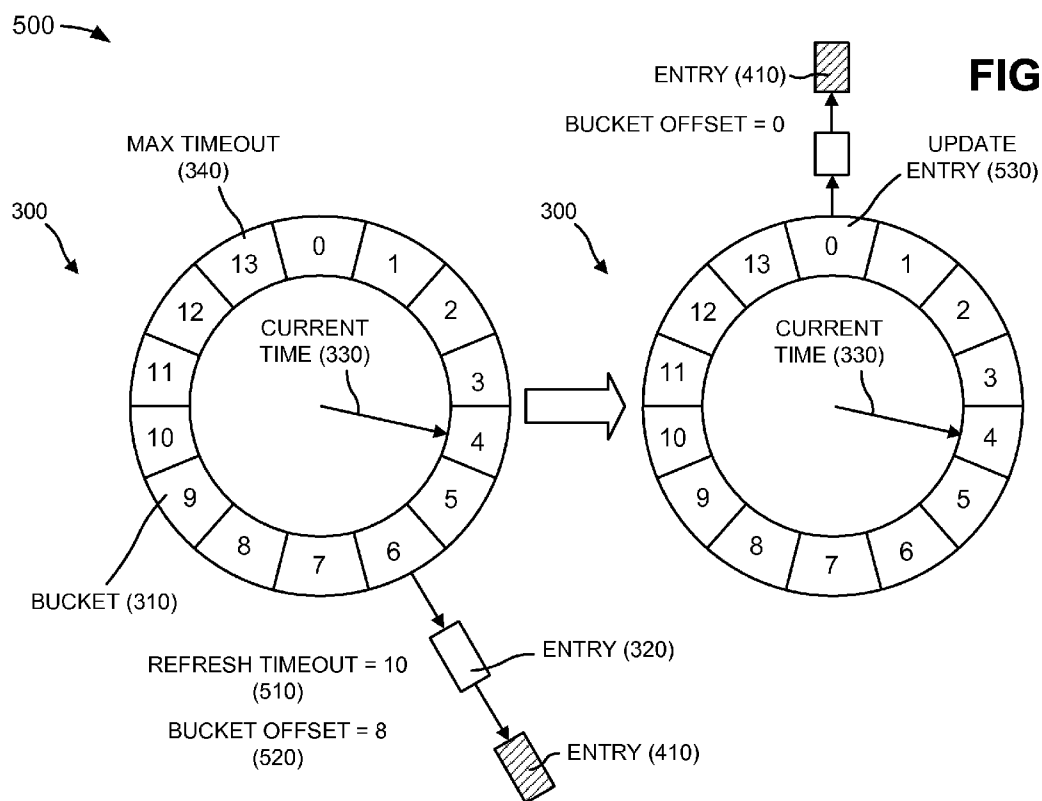 500
FIG
ENTRY (410)
BUCKET OFFSET = 0
MAX TIMEOUT
(340)
UPDATE
ENTRY (530)
300
300
0
1
2
3
4
5
6
7
8
9
10
11
12
13
CURRENT
TIME (330)
0
1
2
3
4
5
6
7
8
9
10
11
12
13
CURRENT
TIME (330)
BUCKET (310)
ENTRY (320)
REFRESH TIMEOUT = 10
(510)
BUCKET OFFSET = 8
(520)
ENTRY (410)